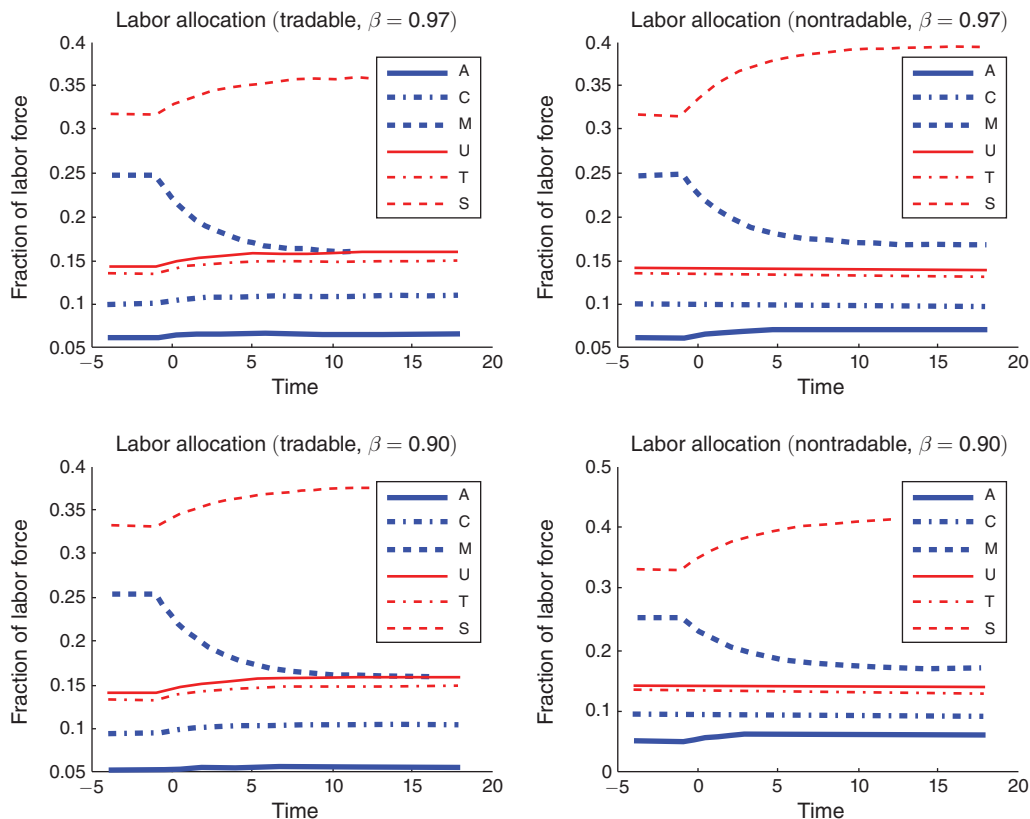 Labor allocation (tradable, β = 0.97)
Fraction of labor force
0.4
0.35
0.3
0.25
0.2
0.15
0.1
0.05
−5
0
5
10
15
20
Time
A
C
M
U
T
S
Labor allocation (nontradable, β = 0.97)
Fraction of labor force
0.4
0.35
0.3
0.25
0.2
0.15
0.1
0.05
−5
0
5
10
15
20
Time
A
C
M
U
T
S
Labor allocation (tradable, β = 0.90)
Fraction of labor force
0.4
0.35
0.3
0.25
0.2
0.15
0.1
0.05
−5
0
5
10
15
20
Time
A
C
M
U
T
S
Labor allocation (nontradable, β = 0.90)
Fraction of labor force
0.5
0.4
0.3
0.2
0.1
0
−5
0
5
10
15
20
Time
A
C
M
U
T
S